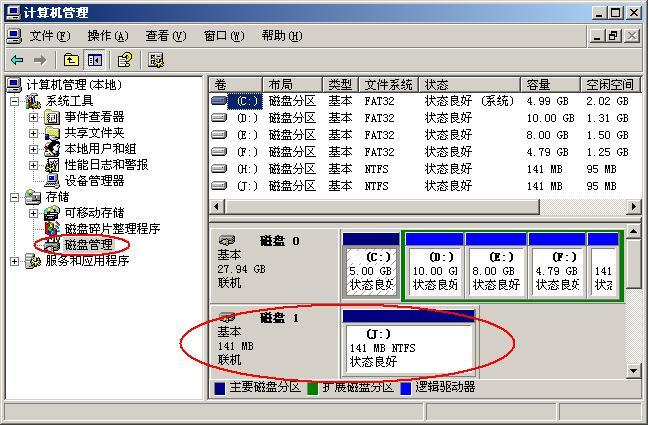 计算机管理
文件(F) 操作(A) 查看(V) 窗口(W) 帮助(H)
计算机管理(本地)
系统工具
事件查看器
共享文件夹
本地用户和组
性能日志和警报
设备管理器
存储
可移动存储
磁盘碎片整理程序
磁盘管理
服务和应用程序
卷 布局 类型 文件系统 状态 容量 空闲空间
(C:) 磁盘分区 基本 FAT32 状态良好 (系统) 4.99 GB 2.02 GB
(D:) 磁盘分区 基本 FAT32 状态良好 10.00 GB 1.31 GB
(E:) 磁盘分区 基本 FAT32 状态良好 8.00 GB 1.50 GB
(F:) 磁盘分区 基本 FAT32 状态良好 4.79 GB 1.25 GB
(H:) 磁盘分区 基本 NTFS 状态良好 141 MB 95 MB
(J:) 磁盘分区 基本 NTFS 状态良好 141 MB 95 MB
磁盘 0
基本
27.94 GB
联机
(C:) (D:) (E:) (F:)
5.00 GB 10.00 GI 8.00 GB 4.79 GB 141
状态良好 状态良好 状态良好 状态良好 状
磁盘 1
基本
141 MB
联机
(J:)
141 MB NTFS
状态良好
主要磁盘分区 扩展磁盘分区 逻辑驱动器